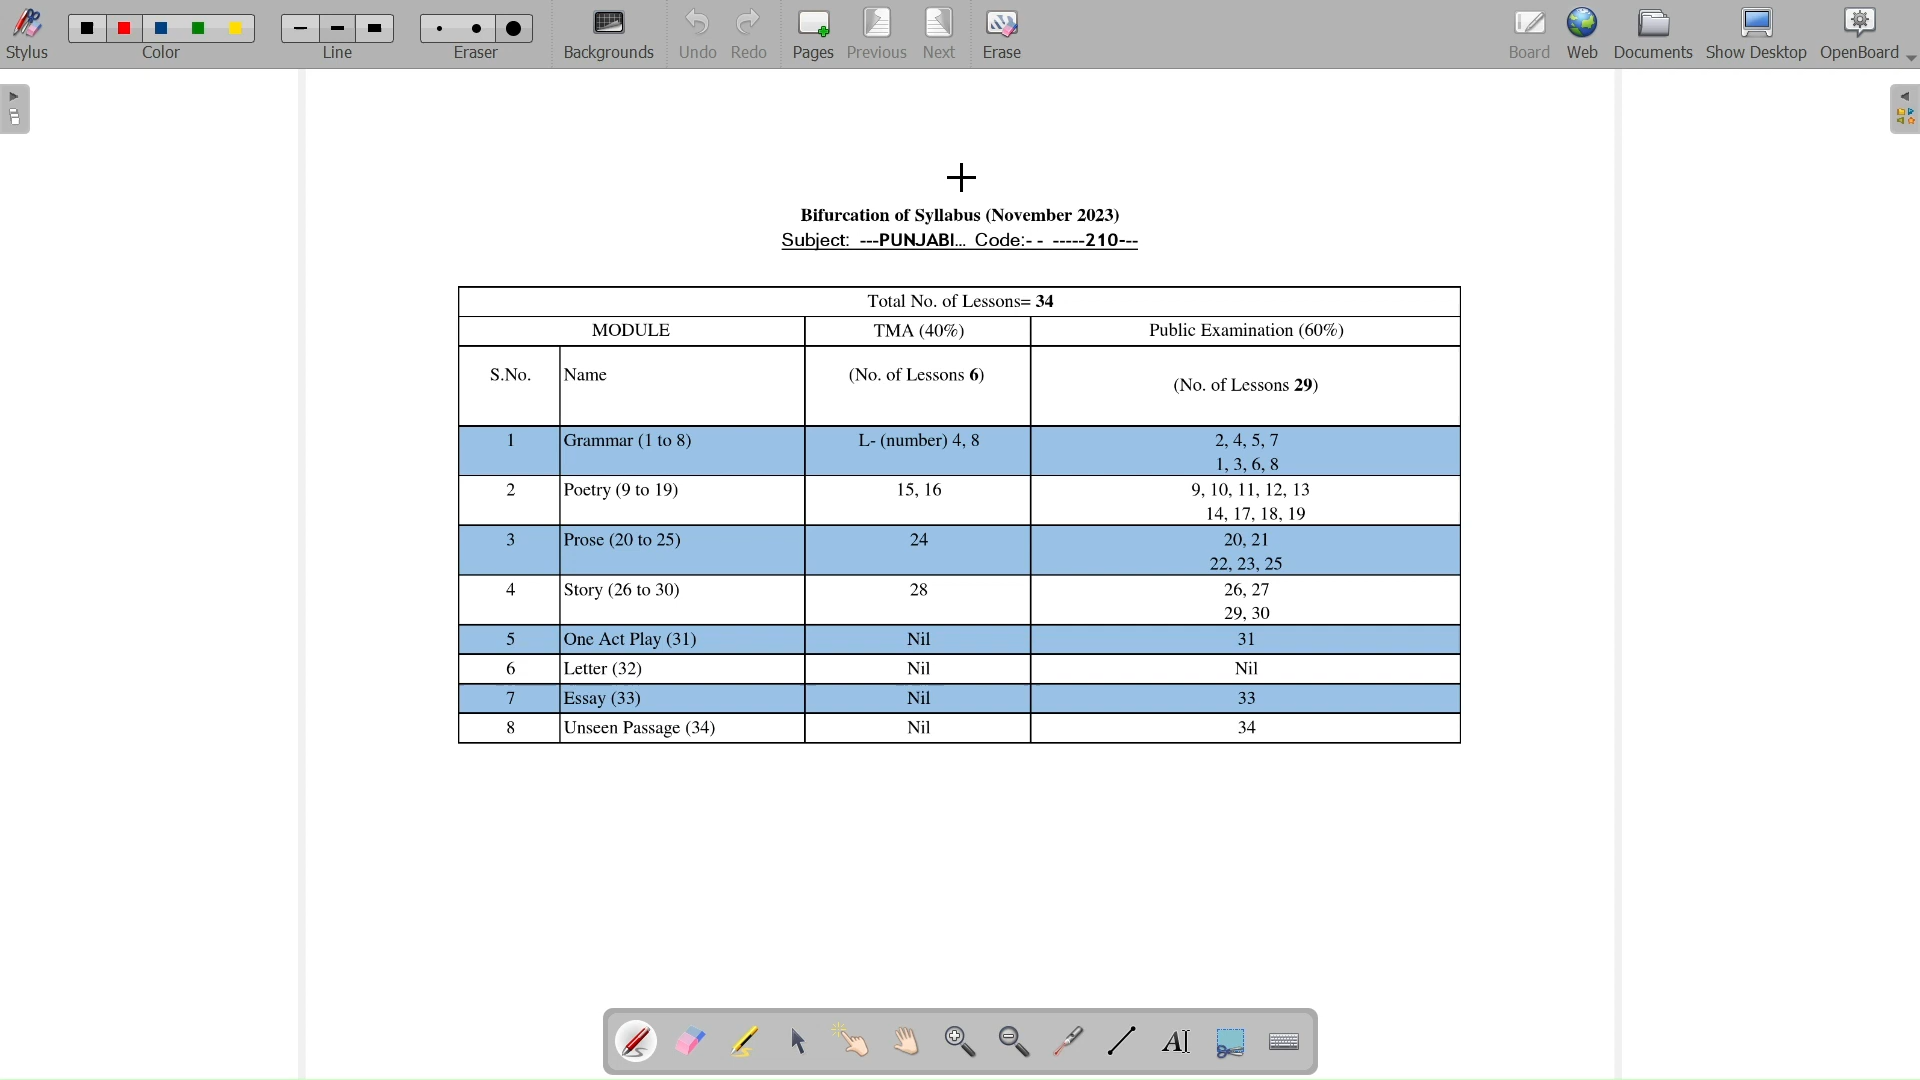 Stylus
Color
Line
Eraser
Backgrounds
Undo
Redo
Pages
Previous
Next
Erase
Board
Web
Documents
Show Desktop
OpenBoard
Bifurcation of Syllabus (November 2023)
Subject: ---PUNJABI... Code:- - -----210---
Total No. of Lessons= 34
MODULE
TMA (40%)
Public Examination (60%)
S.No.
Name
(No. of Lessons 6)
(No. of Lessons 29)
1
Grammar (1 to 8)
L- (number) 4, 8
2, 4, 5, 7
1, 3, 6, 8
2
Poetry (9 to 19)
15, 16
9, 10, 11, 12, 13
14, 17, 18, 19
3
Prose (20 to 25)
24
20, 21
22, 23, 25
4
Story (26 to 30)
28
26, 27
29, 30
5
One Act Play (31)
Nil
31
6
Letter (32)
Nil
Nil
7
Essay (33)
Nil
33
8
Unseen Passage (34)
Nil
34
AI